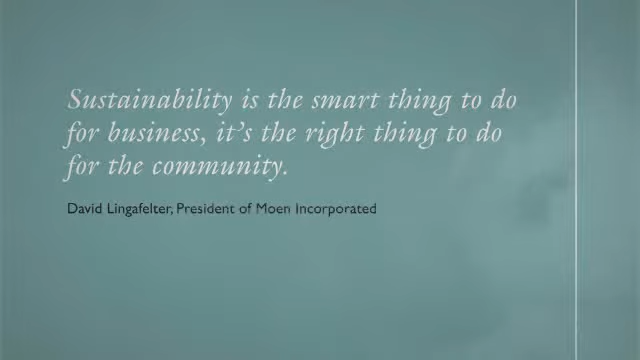 Sustainability is the smart thing to do
for business, it's the right thing to do
for the community.
David Lingafelter, President of Moen Incorporated